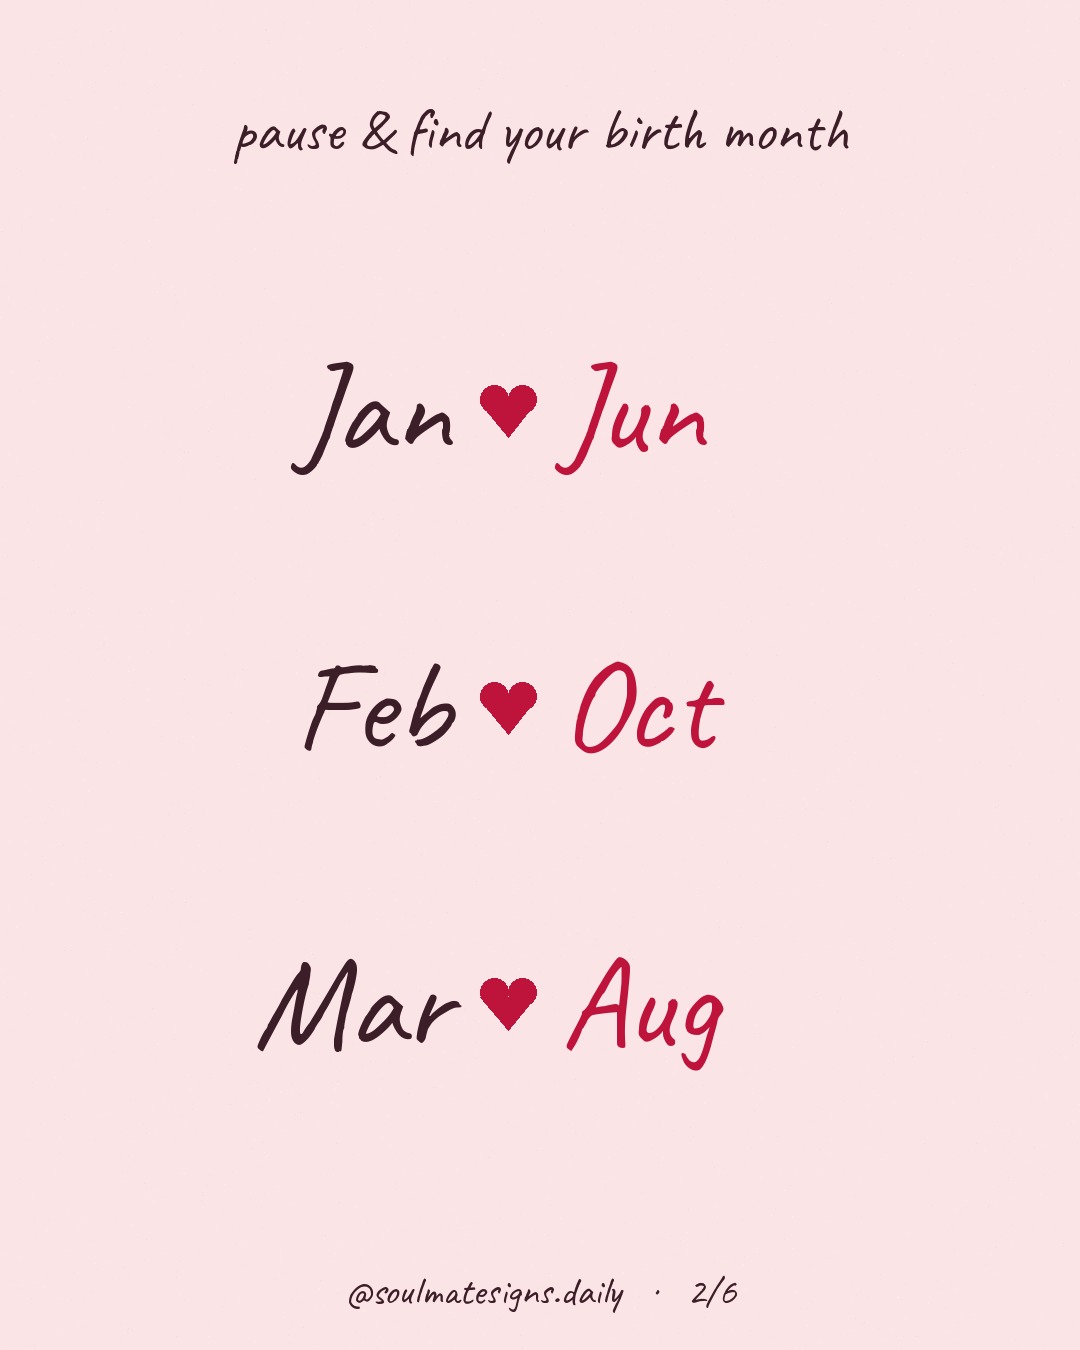 pause & find your birth month
Jan ♥ Jun
Feb ♥ Oct
Mar ♥ Aug
@soulmatesigns.daily · 2/6